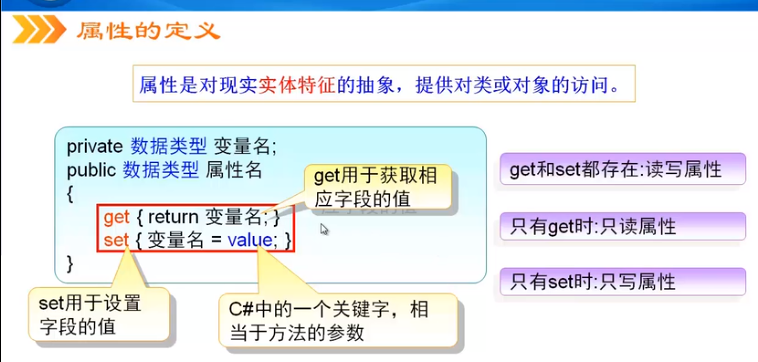 属性的定义
属性是对现实实体特征的抽象，提供对类或对象的访问。
private 数据类型 变量名;
public 数据类型 属性名
{
get { return 变量名; }
set { 变量名 = value; }
}
get用于获取相
应字段的值
set用于设置
字段的值
C#中的一个关键字，相
当于方法的参数
get和set都存在:读写属性
只有get时:只读属性
只有set时:只写属性